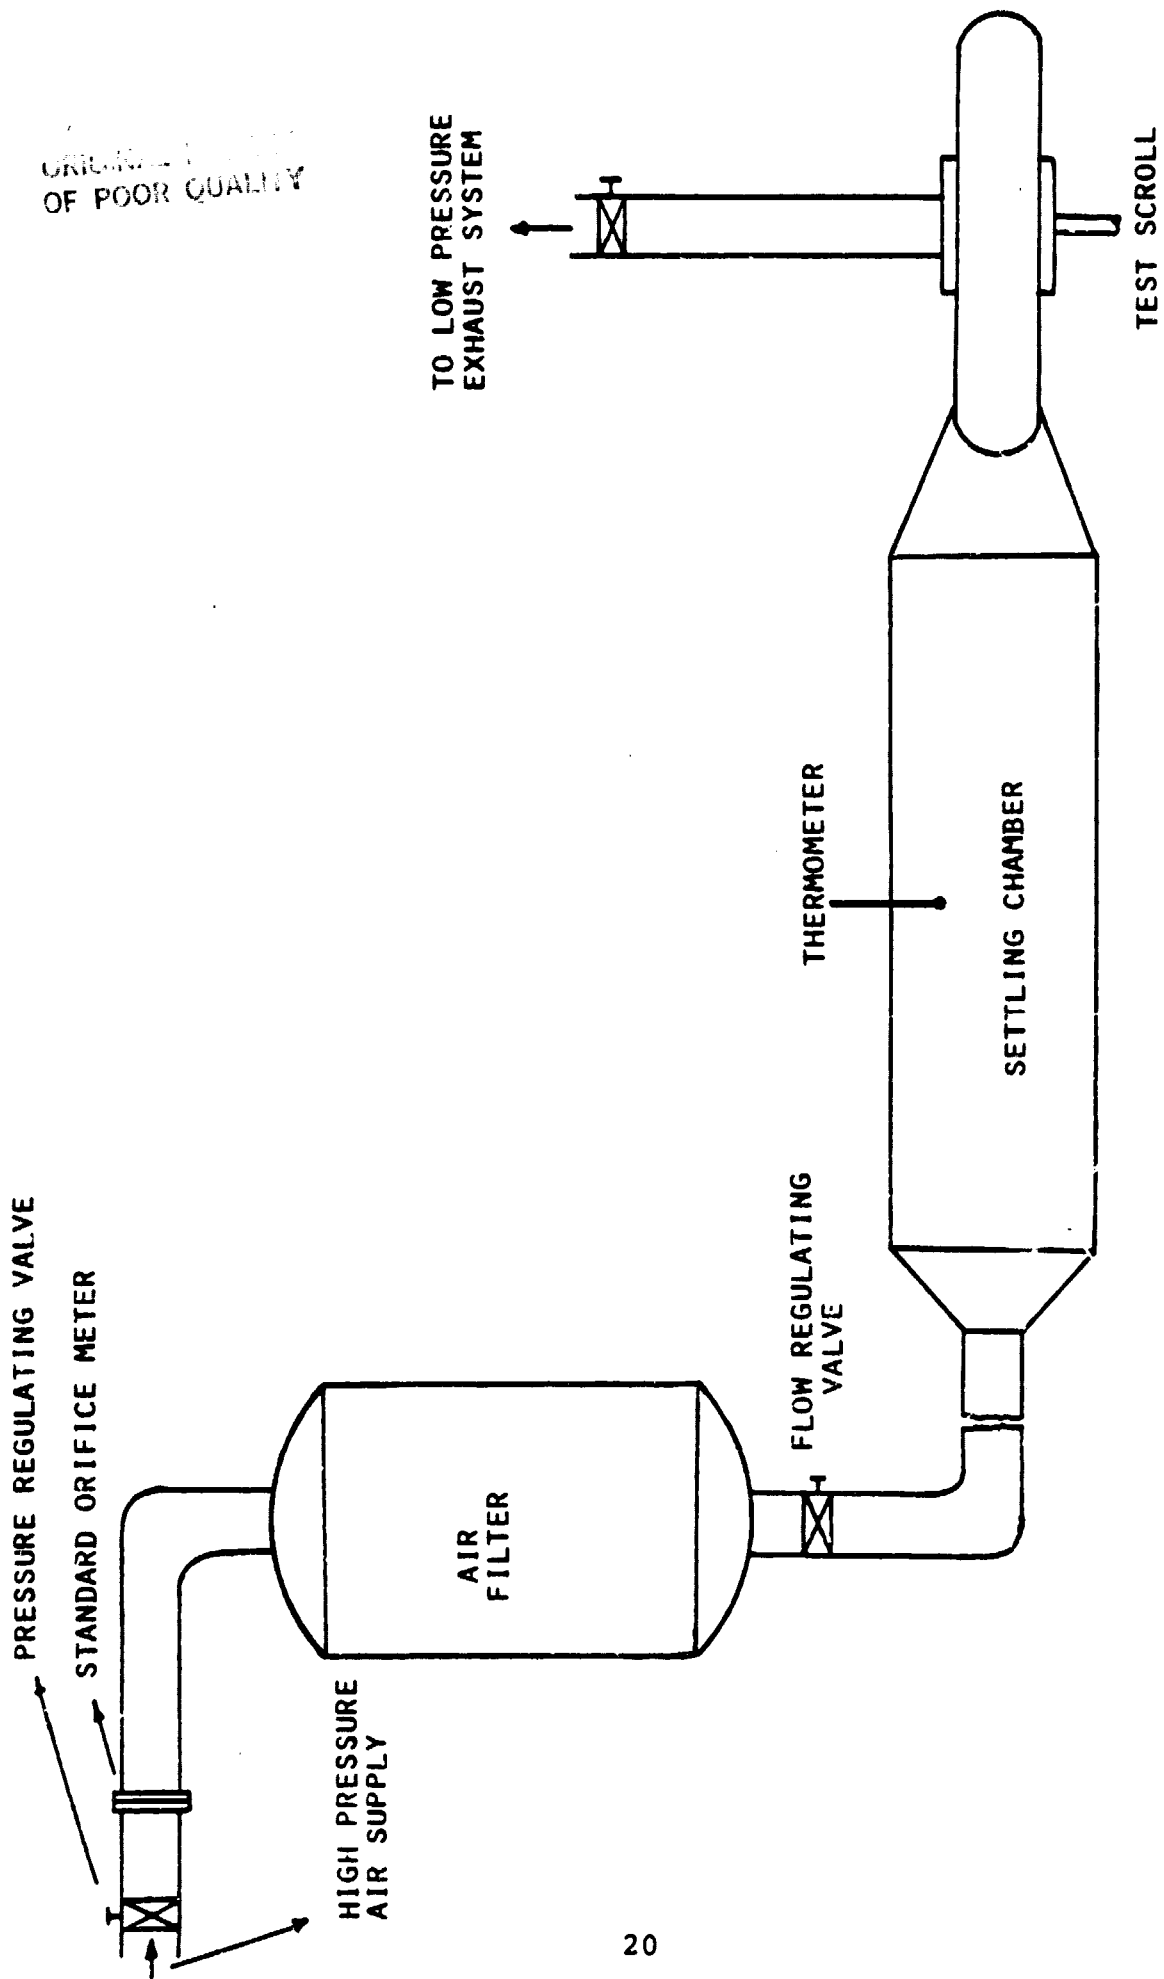 OF POOR QUALITY
PRESSURE REGULATING VALVE
STANDARD ORIFICE METER
HIGH PRESSURE
AIR SUPPLY
AIR
FILTER
FLOW REGULATING
VALVE
THERMOMETER
SETTLING CHAMBER
TO LOW PRESSURE
EXHAUST SYSTEM
TEST SCROLL
20